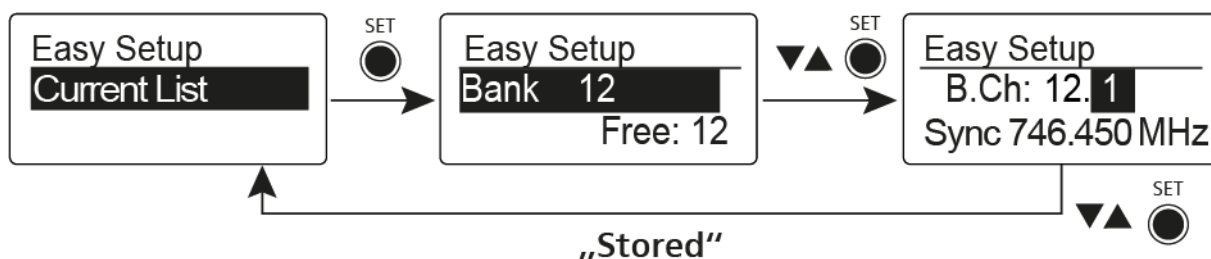 Easy Setup
Current List
SET
Easy Setup
Bank 12
Free: 12
▼▲
SET
Easy Setup
B.Ch: 12.1
Sync 746.450 MHz
▼▲
SET
„Stored“